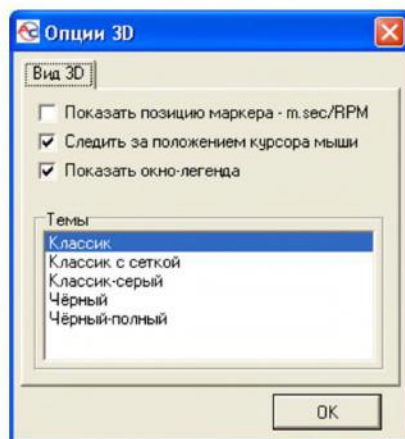 Опции 3D
Вид 3D
Показать позицию маркера - m.sec/RPM
Следить за положением курсора мыши
Показать окно-легенда
Темы
Классик
Классик с сеткой
Классик-серый
Чёрный
Чёрный-полный
OK